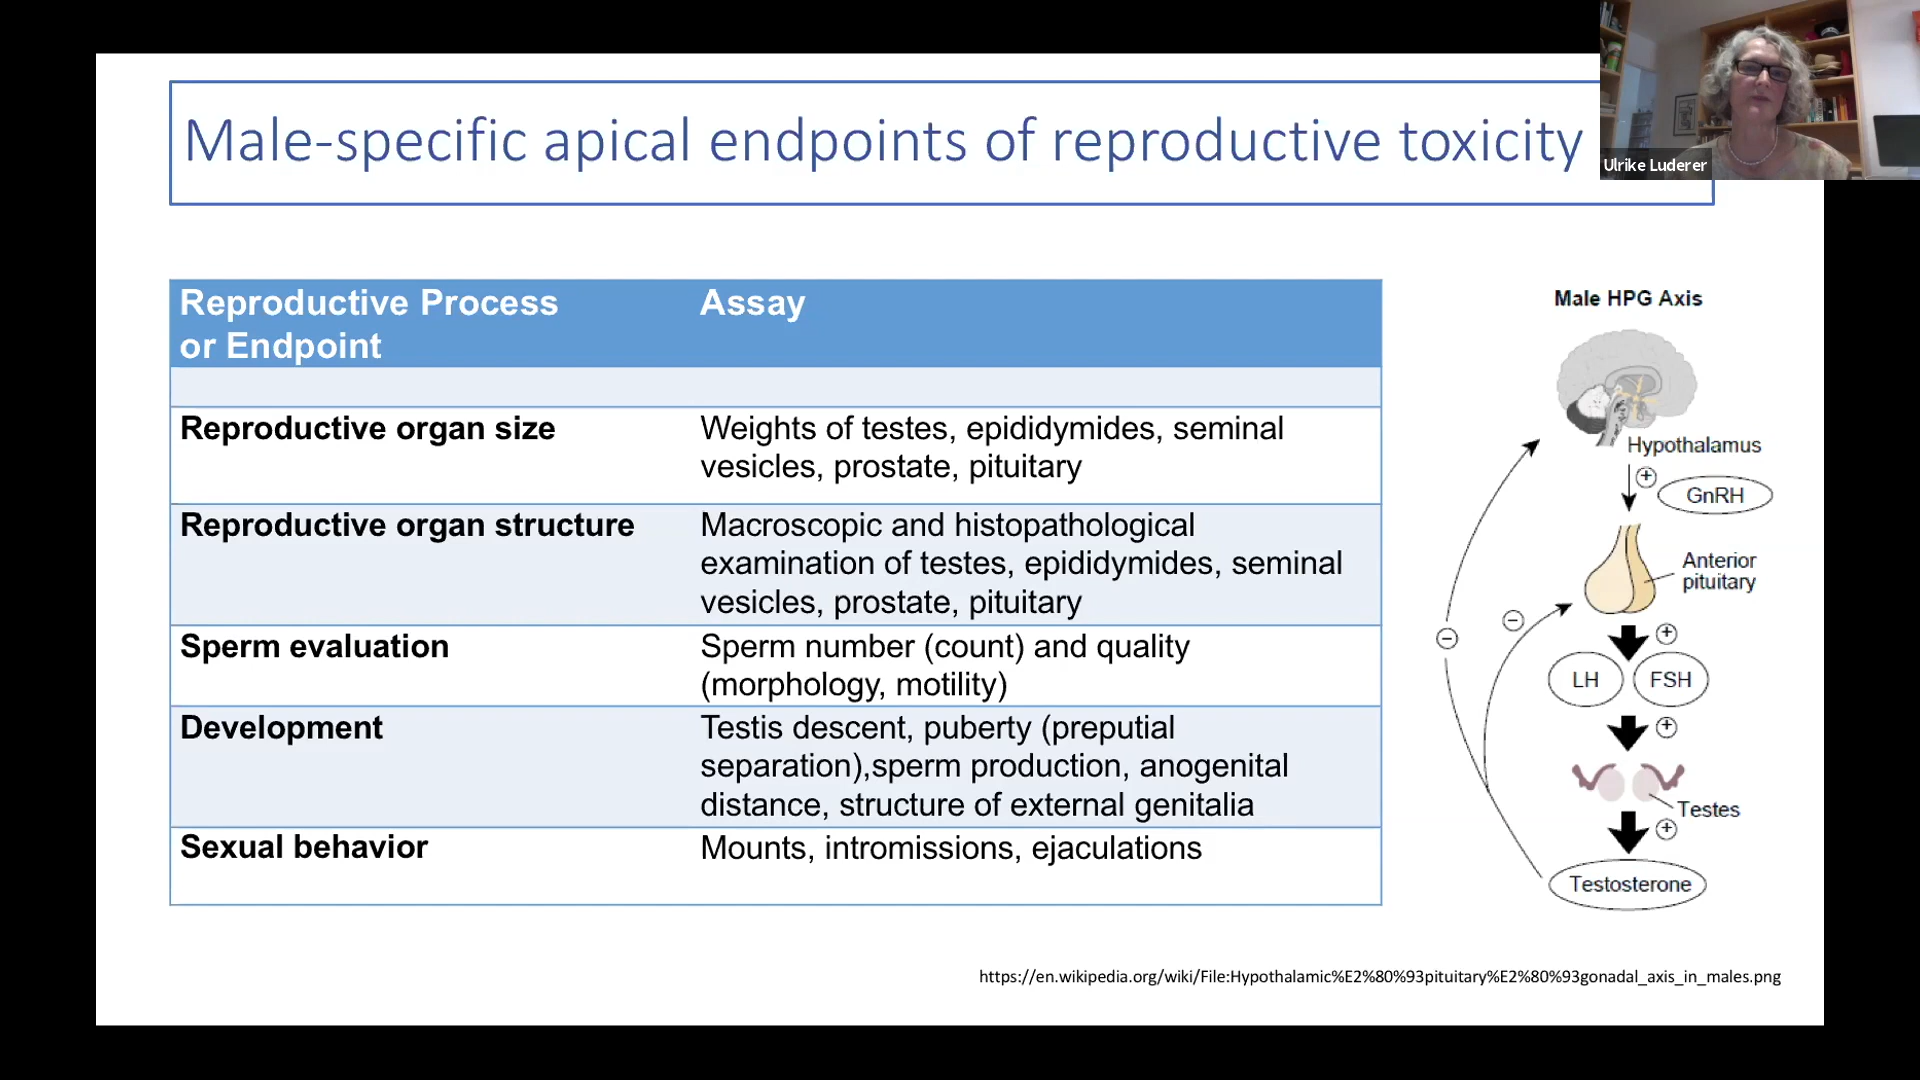 Male-specific apical endpoints of reproductive toxicity
Ulrike Luderer
Reproductive Process
or Endpoint
Assay
Reproductive organ size
Weights of testes, epididymides, seminal
vesicles, prostate, pituitary
Reproductive organ structure
Macroscopic and histopathological
examination of testes, epididymides, seminal
vesicles, prostate, pituitary
Sperm evaluation
Sperm number (count) and quality
(morphology, motility)
Development
Testis descent, puberty (preputial
separation),sperm production, anogenital
distance, structure of external genitalia
Sexual behavior
Mounts, intromissions, ejaculations
Male HPG Axis
Hypothalamus
+
GnRH
Anterior
pituitary
−
−
+
LH
FSH
+
Testes
+
Testosterone
https://en.wikipedia.org/wiki/File:Hypothalamic%E2%80%93pituitary%E2%80%93gonadal_axis_in_males.png